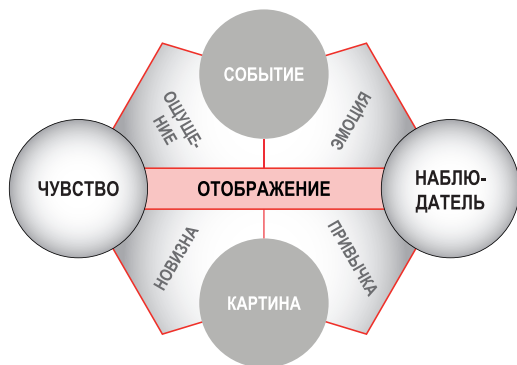 СОБЫТИЕ
ОЩУЩЕ-
НИЕ
ЭМОЦИЯ
ЧУВСТВО
ОТОБРАЖЕНИЕ
НАБЛЮ-
ДАТЕЛЬ
НОВИЗНА
ПРИВЫЧКА
КАРТИНА